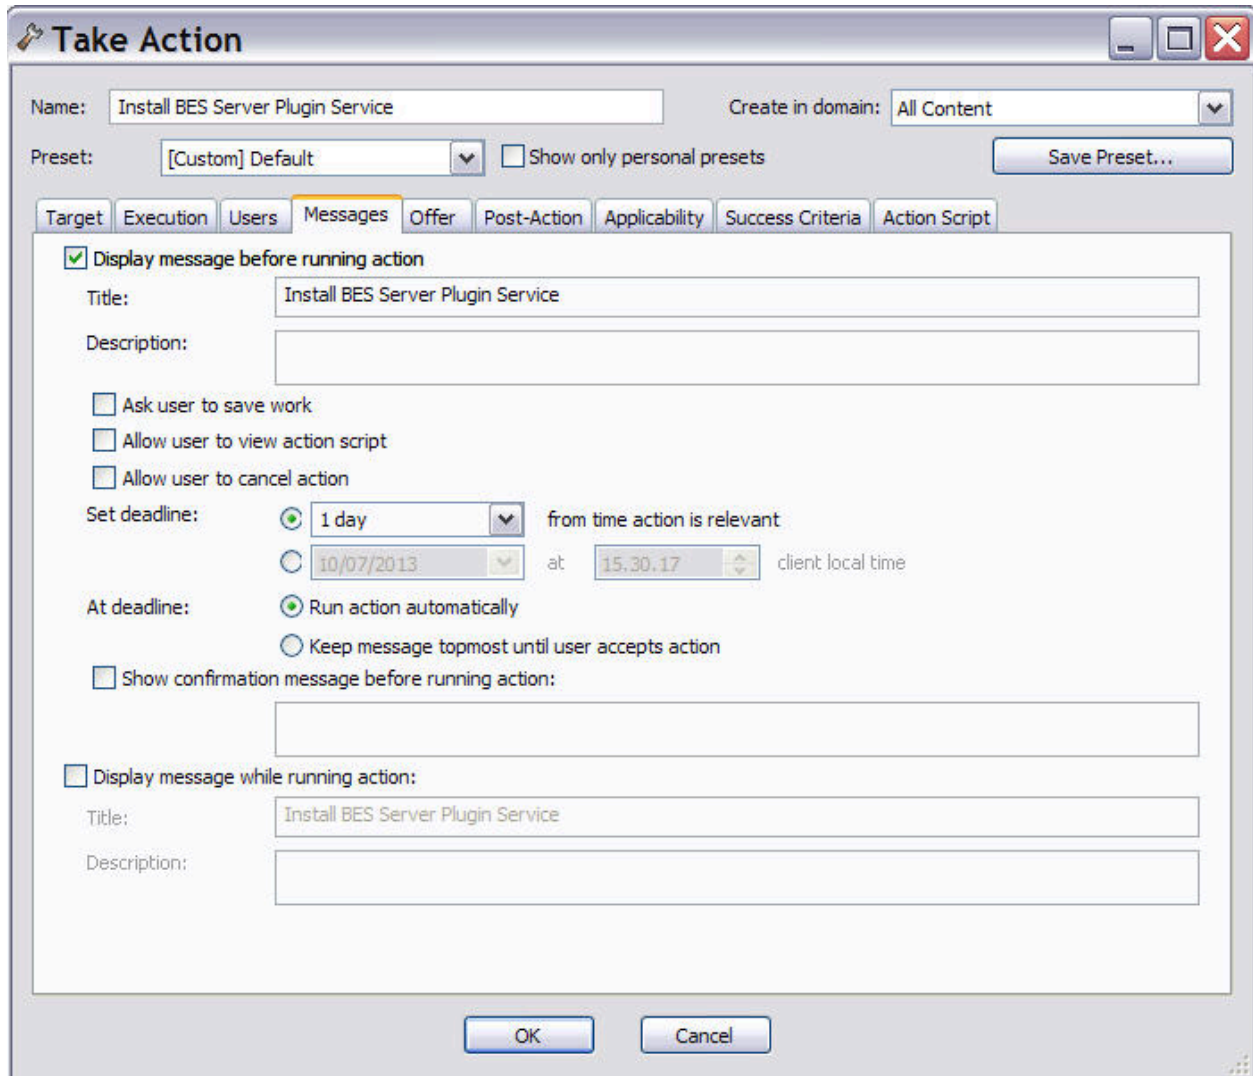 Take Action
Name: Install BES Server Plugin Service Create in domain: All Content
Preset: [Custom] Default Show only personal presets Save Preset...
Target Execution Users Messages Offer Post-Action Applicability Success Criteria Action Script
Display message before running action
Title: Install BES Server Plugin Service
Description:
Ask user to save work
Allow user to view action script
Allow user to cancel action
Set deadline: 1 day from time action is relevant
10/07/2013 at 15.30.17 client local time
At deadline: Run action automatically
Keep message topmost until user accepts action
Show confirmation message before running action:
Display message while running action:
Title: Install BES Server Plugin Service
Description:
OK Cancel